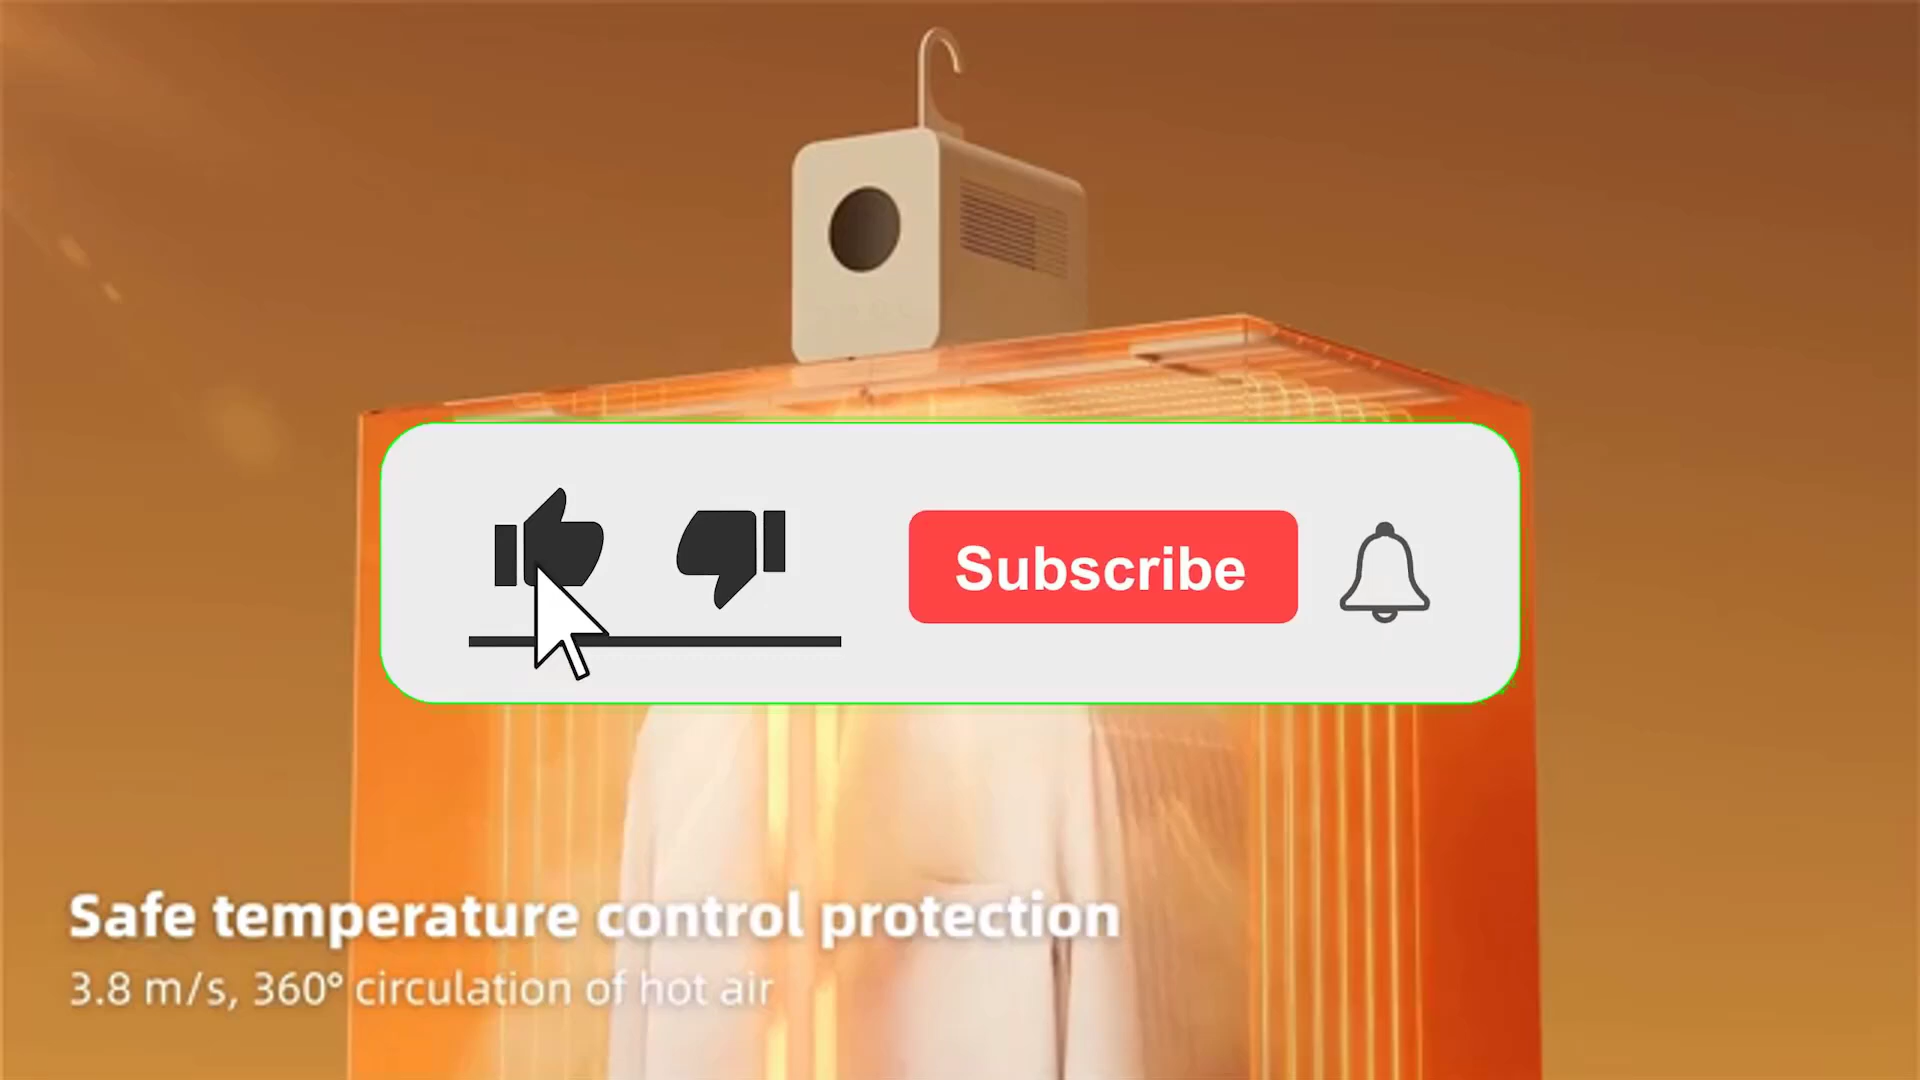 Subscribe
Safe temperature control protection
3.8 m/s, 360° circulation of hot air